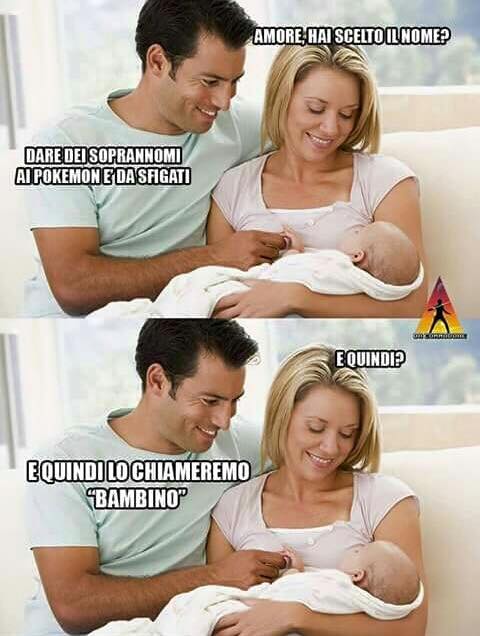 AMORE, HAI SCELTO IL NOME?
DARE DEI SOPRANNOMI
AI POKEMON E' DA SFIGATI
E QUINDI?
E QUINDI LO CHIAMEREMO
"BAMBINO"